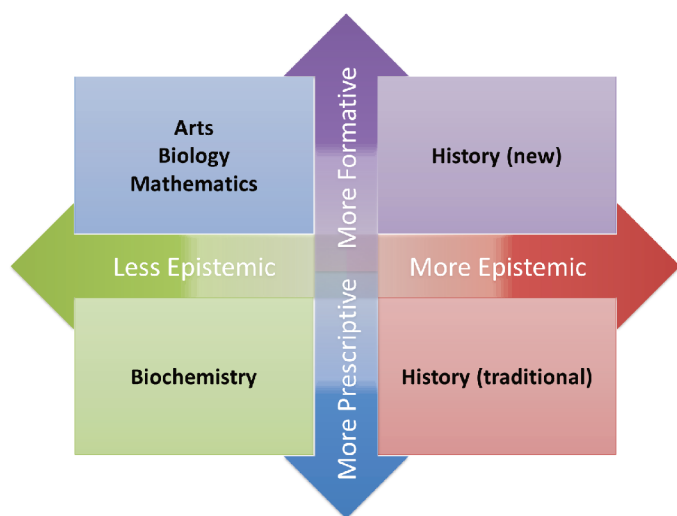 Arts
Biology
Mathematics
More Formative
History (new)
Less Epistemic
More Epistemic
Biochemistry
More Prescriptive
History (traditional)